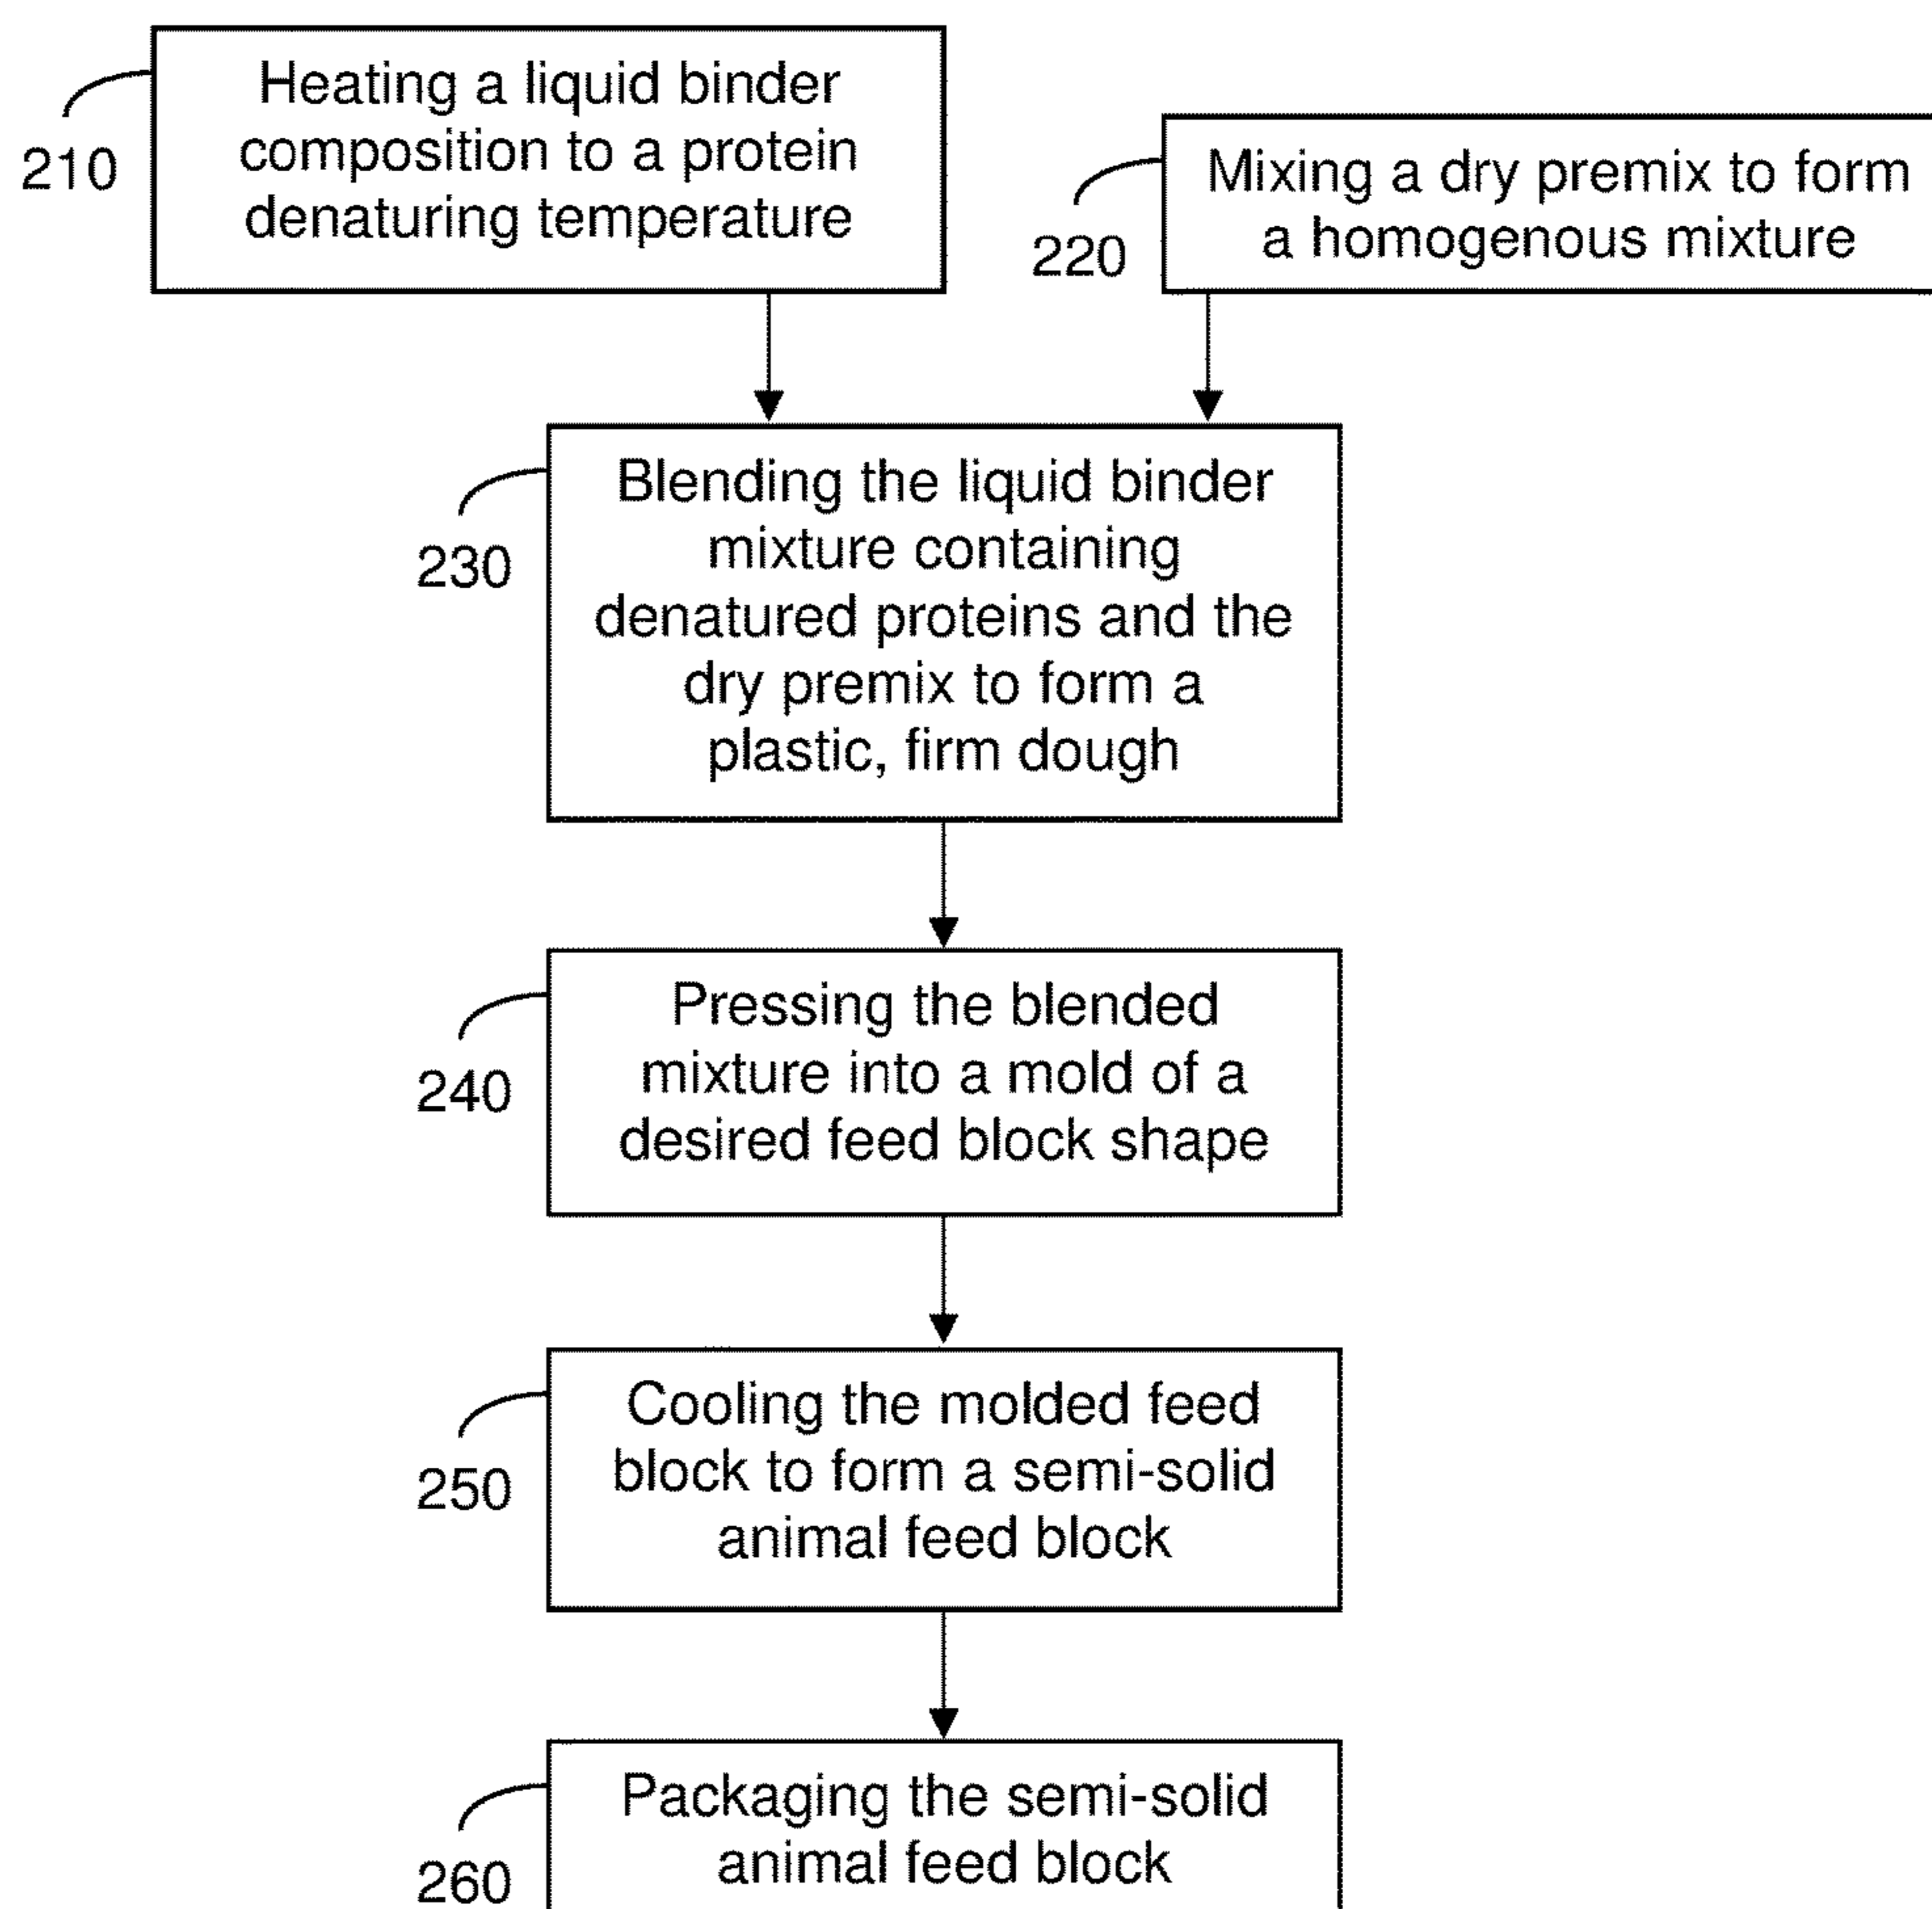 Heating a liquid binder
composition to a protein
denaturing temperature
210
Mixing a dry premix to form
a homogenous mixture
220
Blending the liquid binder
mixture containing
denatured proteins and the
dry premix to form a
plastic, firm dough
230
Pressing the blended
mixture into a mold of a
desired feed block shape
240
Cooling the molded feed
block to form a semi-solid
animal feed block
250
Packaging the semi-solid
animal feed block
260